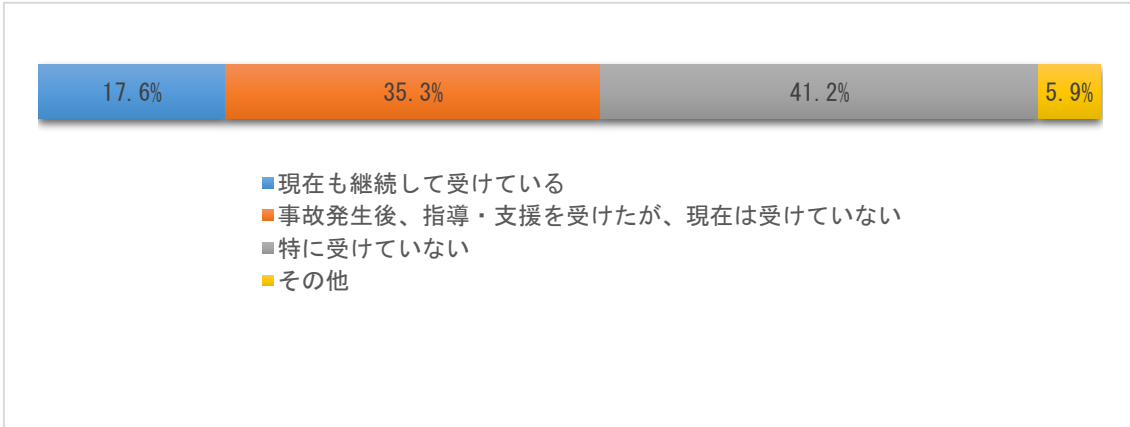 17.6% 35.3% 41.2% 5.9%
現在も継続して受けている
事故発生後、指導・支援を受けたが、現在は受けていない
特に受けていない
その他